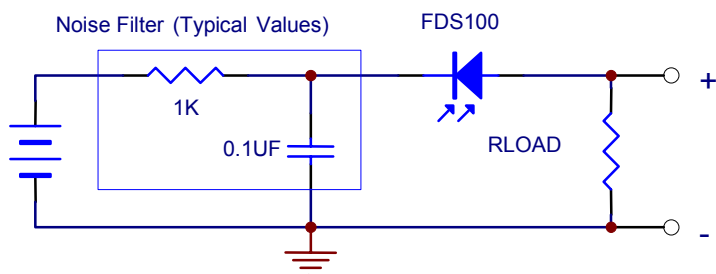 Noise Filter (Typical Values)
FDS100
1K
0.1UF
RLOAD
+
-